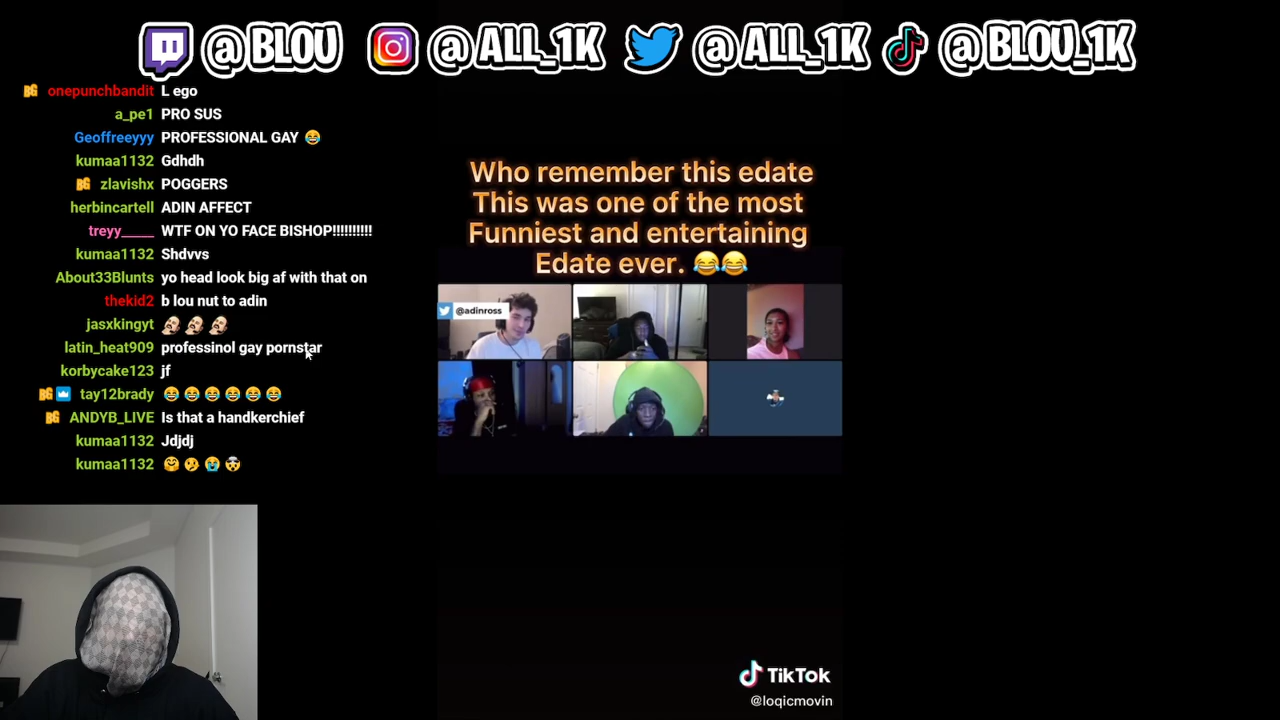 @BLOU @ALL_1K @ALL_1K @BLOU_1K
onepunchbandit L ego
a_pe1 PRO SUS
Geoffreeyyy PROFESSIONAL GAY 😂
kumaa1132 Gdhdh
zlavishx POGGERS
herbincartell ADIN AFFECT
treyy_____ WTF ON YO FACE BISHOP!!!!!!!!!!
kumaa1132 Shdvvs
About33Blunts yo head look big af with that on
thekid2 b lou nut to adin
jasxkingyt
latin_heat909 professinol gay pornstar
korbycake123 jf
tay12brady 😂 😂 😂 😂 😂 😂
ANDYB_LIVE Is that a handkerchief
kumaa1132 Jdjdj
kumaa1132 🤗 🤔 😭 🤯
Who remember this edate
This was one of the most
Funniest and entertaining
Edate ever. 😂😂
@adinross
TikTok
@loqicmovin